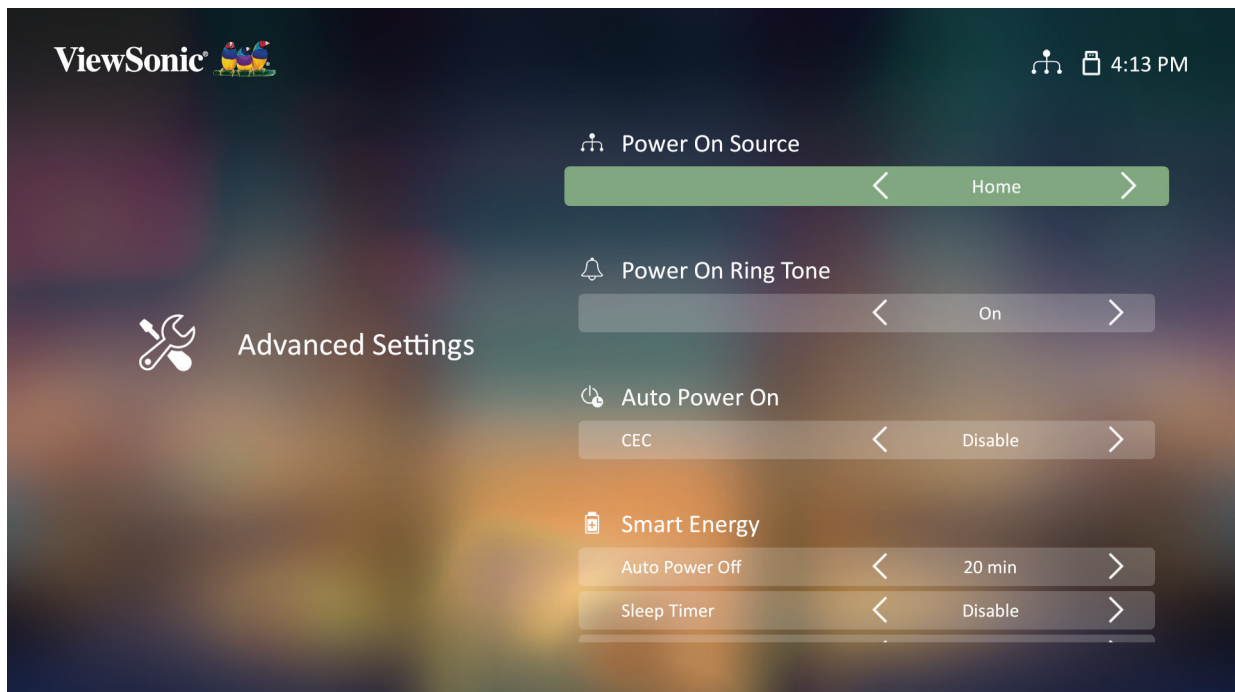 ViewSonic®
4:13 PM
Power On Source
Home
Power On Ring Tone
On
Advanced Settings
Auto Power On
CEC Disable
Smart Energy
Auto Power Off 20 min
Sleep Timer Disable